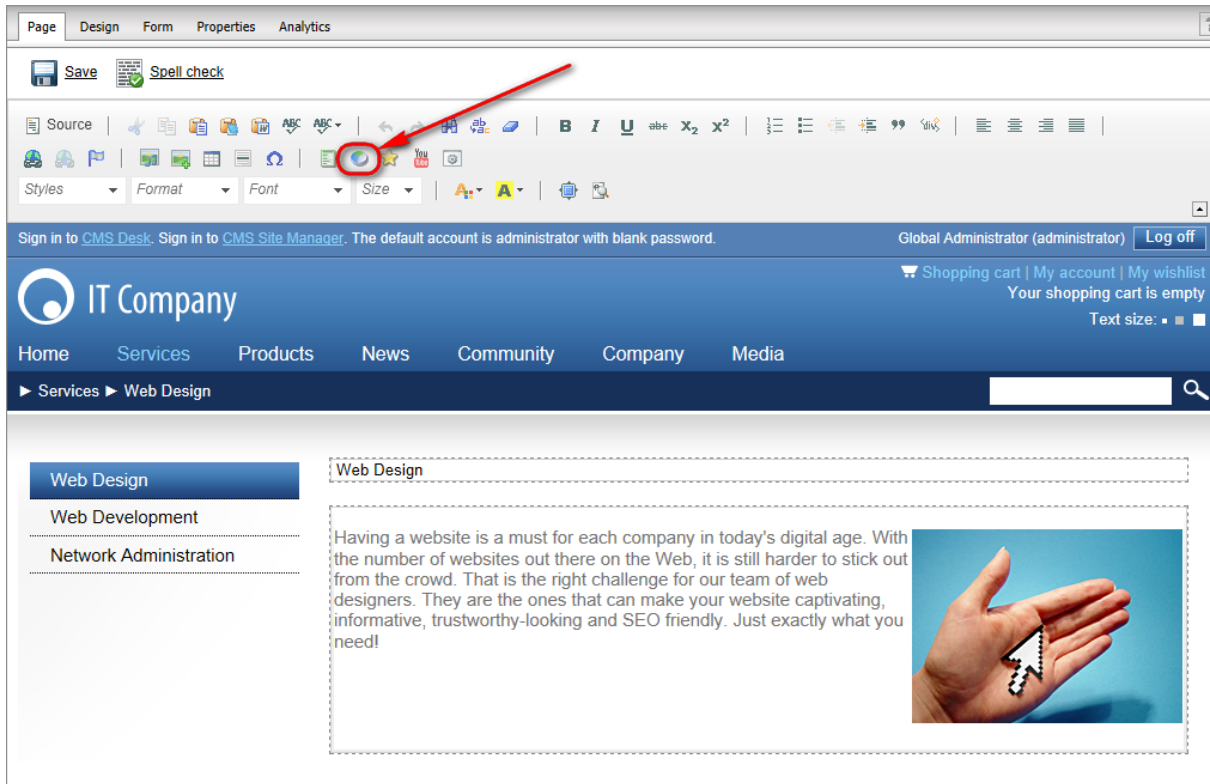 Page Design Form Properties Analytics
Save Spell check
Source ABC ABC B I U abc X₂ X²
You Tube
Styles Format Font Size A A
Sign in to CMS Desk. Sign in to CMS Site Manager. The default account is administrator with blank password. Global Administrator (administrator) Log off
Shopping cart | My account | My wishlist
IT Company
Your shopping cart is empty
Text size:
Home Services Products News Community Company Media
► Services ► Web Design
Web Design
Web Development
Network Administration
Web Design
Having a website is a must for each company in today's digital age. With
the number of websites out there on the Web, it is still harder to stick out
from the crowd. That is the right challenge for our team of web
designers. They are the ones that can make your website captivating,
informative, trustworthy-looking and SEO friendly. Just exactly what you
need!